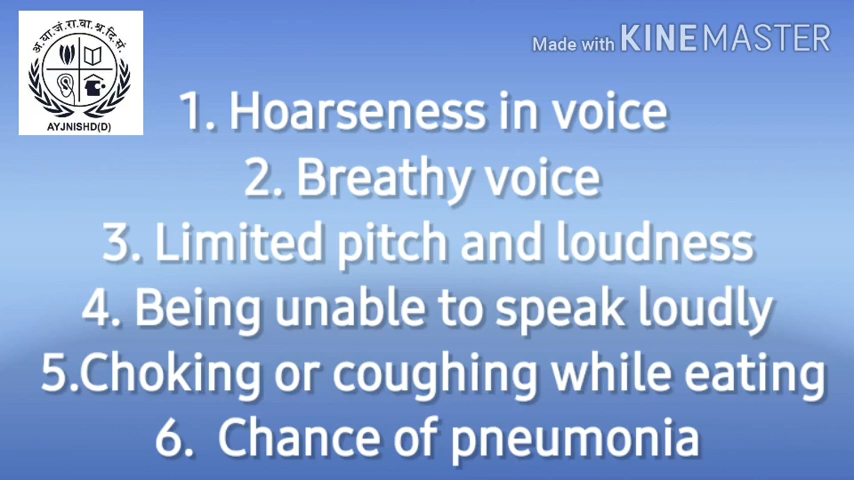 अ.या.जं.रा.वा.श्र.दि.सं.
AYJNISHD(D)
Made with KINEMASTER
1. Hoarseness in voice
2. Breathy voice
3. Limited pitch and loudness
4. Being unable to speak loudly
5.Choking or coughing while eating
6. Chance of pneumonia